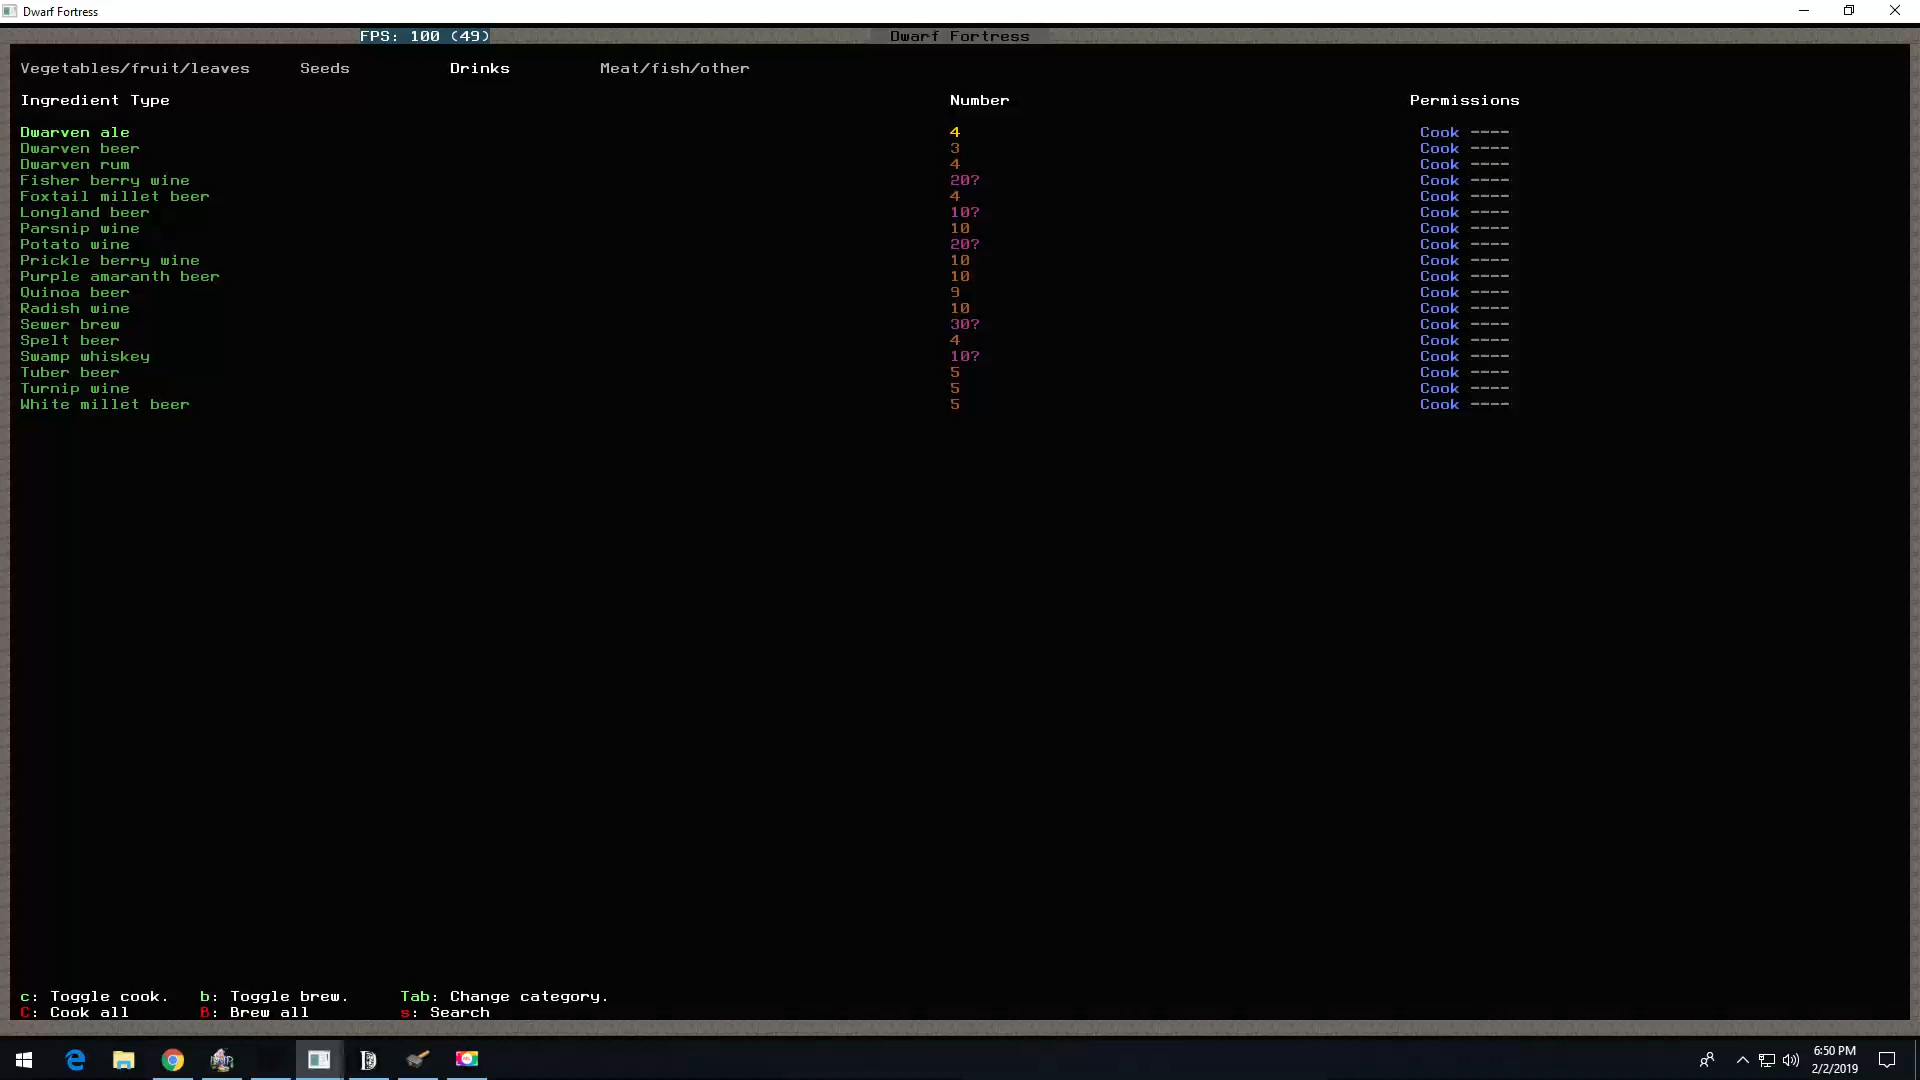 Dwarf Fortress
FPS: 100 (49) Dwarf Fortress
Vegetables/fruit/leaves Seeds Drinks Meat/fish/other
Ingredient Type Number Permissions
Dwarven ale 4 Cook ----
Dwarven beer 3 Cook ----
Dwarven rum 4 Cook ----
Fisher berry wine 20? Cook ----
Foxtail millet beer 4 Cook ----
Longland beer 10? Cook ----
Parsnip wine 10 Cook ----
Potato wine 20? Cook ----
Prickle berry wine 10 Cook ----
Purple amaranth beer 10 Cook ----
Quinoa beer 9 Cook ----
Radish wine 10 Cook ----
Sewer brew 30? Cook ----
Spelt beer 4 Cook ----
Swamp whiskey 10? Cook ----
Tuber beer 5 Cook ----
Turnip wine 5 Cook ----
White millet beer 5 Cook ----
c: Toggle cook. b: Toggle brew. Tab: Change category.
C: Cook all B: Brew all s: Search
6:50 PM
2/2/2019